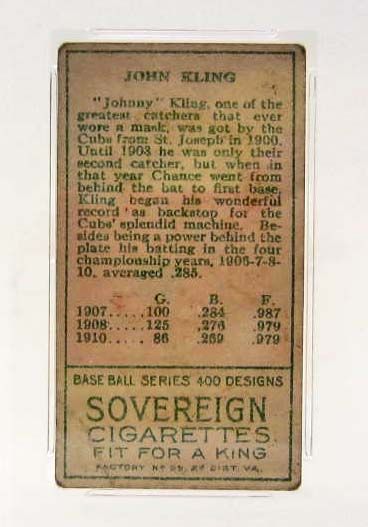 JOHN KLING
"Johnny" Kling, one of the
greatest catchers that ever
wore a mask, was got by the
Cubs from St. Joseph in 1900.
Until 1903 he was only their
second catcher, but when in
that year Chance went from
behind the bat to first base,
Kling began his wonderful
record as backstop for the
Cubs' splendid machine. Be-
sides being a power behind the
plate his batting in the four
championship years, 1906-7-8-
10, averaged .285.
G. B. F.
1907.....100 .284 .987
1908.....125 .276 .979
1910..... 86 .269 .979
BASE BALL SERIES 400 DESIGNS
SOVEREIGN
CIGARETTES
FIT FOR A KING
FACTORY No 25, 2d DIST. VA.